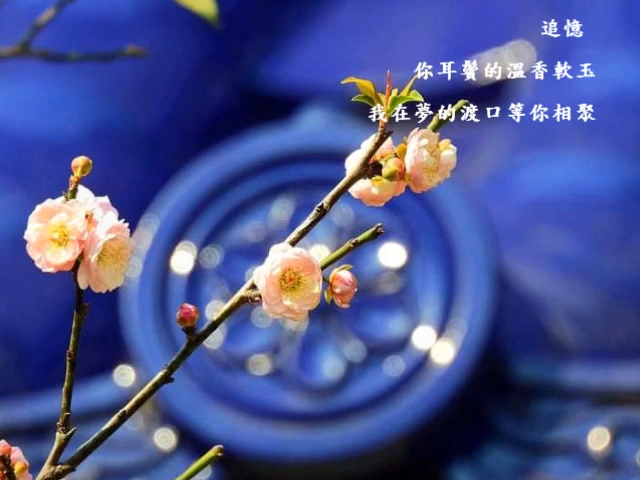 追憶
你耳鬢的溫香軟玉
我在夢的渡口等你相聚